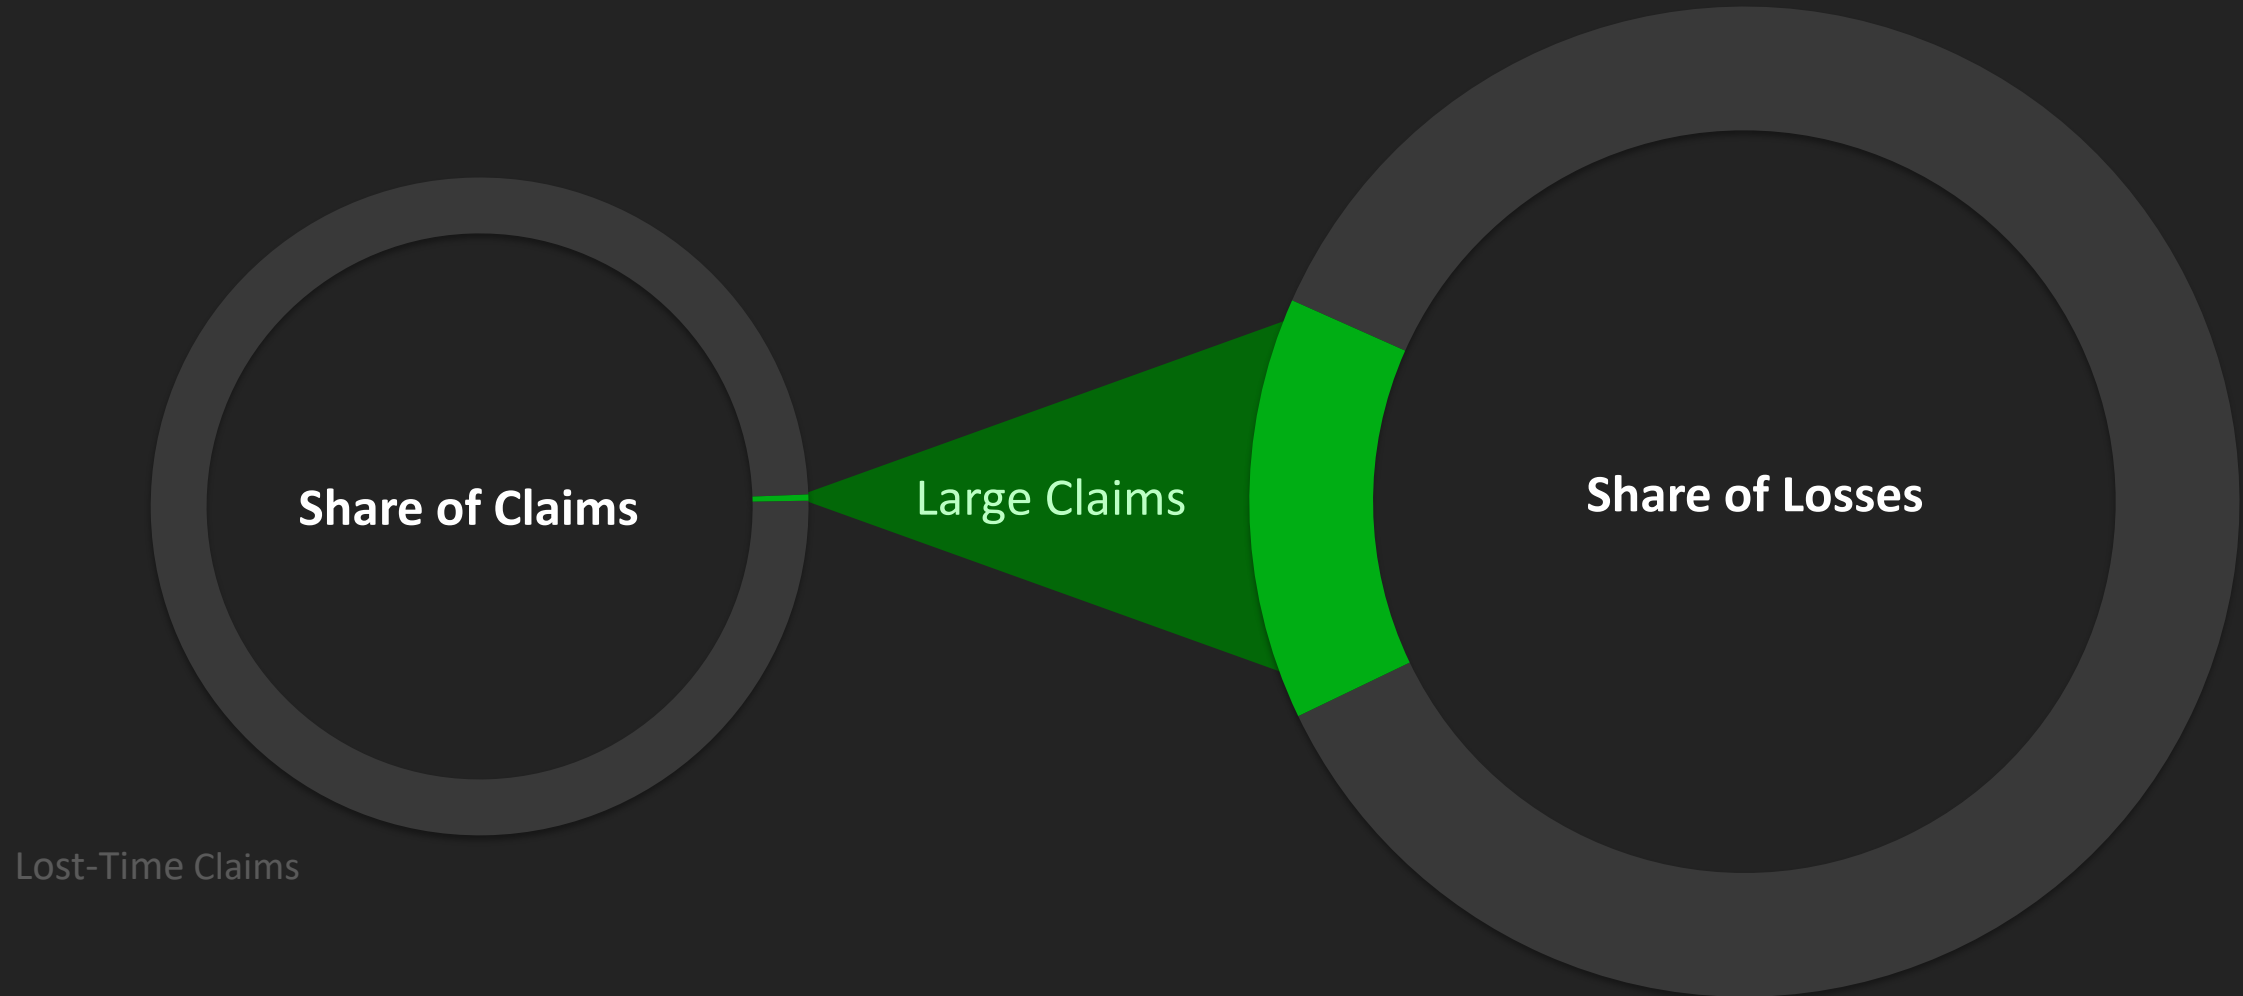 Share of Claims
Large Claims
Share of Losses
Lost-Time Claims